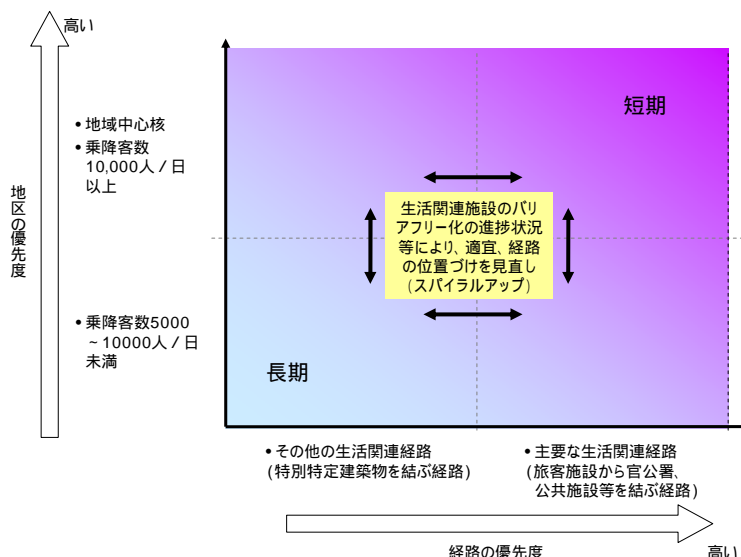 高い
短期
• 地域中心核
• 乗降客数
10,000人／日
以上
地区の優先度
生活関連施設のバリ
アフリー化の進捗状況
等により、適宜、経路
の位置づけを見直し
(スパイラルアップ)
• 乗降客数5000
~10000人／日
未満
長期
• その他の生活関連経路
(特別特定建築物を結ぶ経路)
• 主要な生活関連経路
(旅客施設から官公署、
公共施設等を結ぶ経路)
経路の優先度
高い